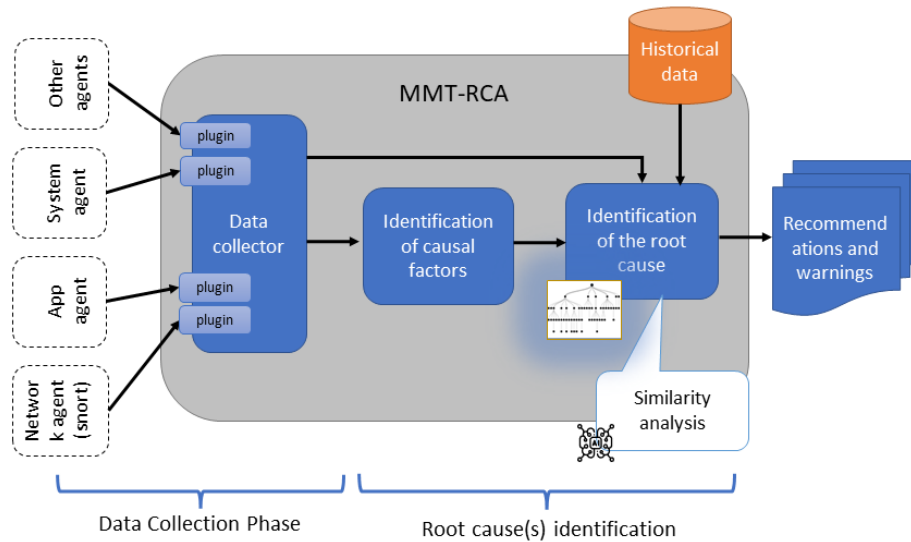 Other
agents
System
agent
App
agent
Networ
k agent
(snort)
MMT-RCA
Historical
data
plugin
plugin
plugin
plugin
Data
collector
Identification
of causal
factors
Identification
of the root
cause
Recommend
ations and
warnings
Similarity
analysis
AI
Data Collection Phase
Root cause(s) identification